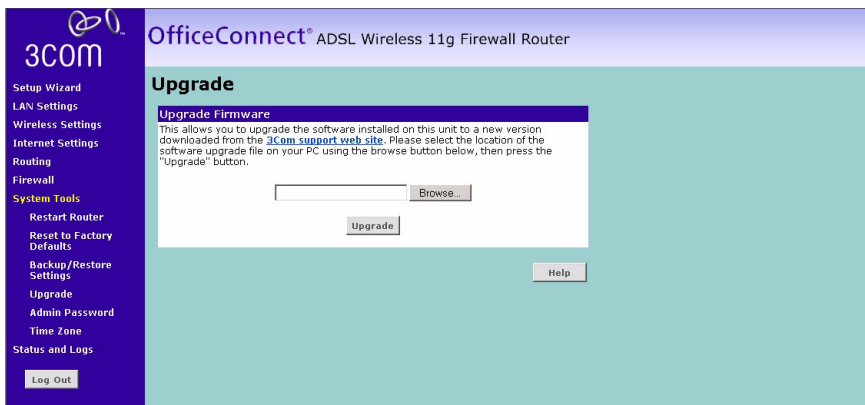 3COM
OfficeConnect® ADSL Wireless 11g Firewall Router
Setup Wizard
LAN Settings
Wireless Settings
Internet Settings
Routing
Firewall
System Tools
Restart Router
Reset to Factory
Defaults
Backup/Restore
Settings
Upgrade
Admin Password
Time Zone
Status and Logs
Log Out
Upgrade
Upgrade Firmware
This allows you to upgrade the software installed on this unit to a new version
downloaded from the 3Com support web site. Please select the location of the
software upgrade file on your PC using the browse button below, then press the
"Upgrade" button.
Browse...
Upgrade
Help